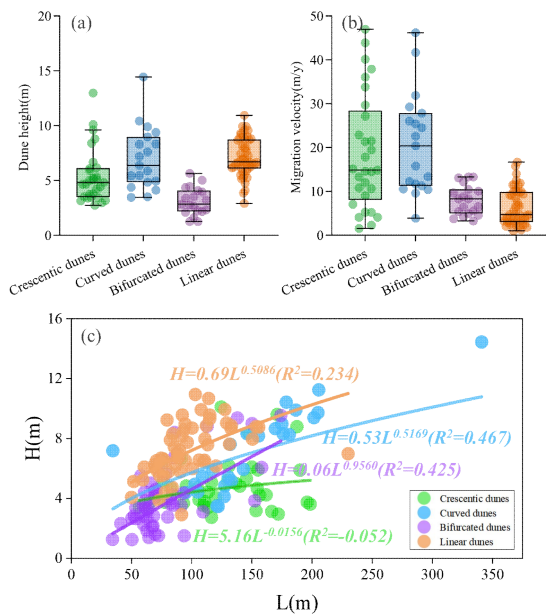 (a)
Dune height(m)
20
15
10
5
0
Crescentic dunes
Curved dunes
Bifurcated dunes
Linear dunes
(b)
Migration velocity(m/y)
50
40
30
20
10
0
Crescentic dunes
Curved dunes
Bifurcated dunes
Linear dunes
(c)
H(m)
16
12
8
4
0
H=0.69L^0.5086(R²=0.234)
H=0.53L^0.5169(R²=0.467)
H=0.06L^0.9560(R²=0.425)
H=5.16L^-0.0156(R²=-0.052)
Crescentic dunes
Curved dunes
Bifurcated dunes
Linear dunes
0 50 100 150 200 250 300 350
L(m)